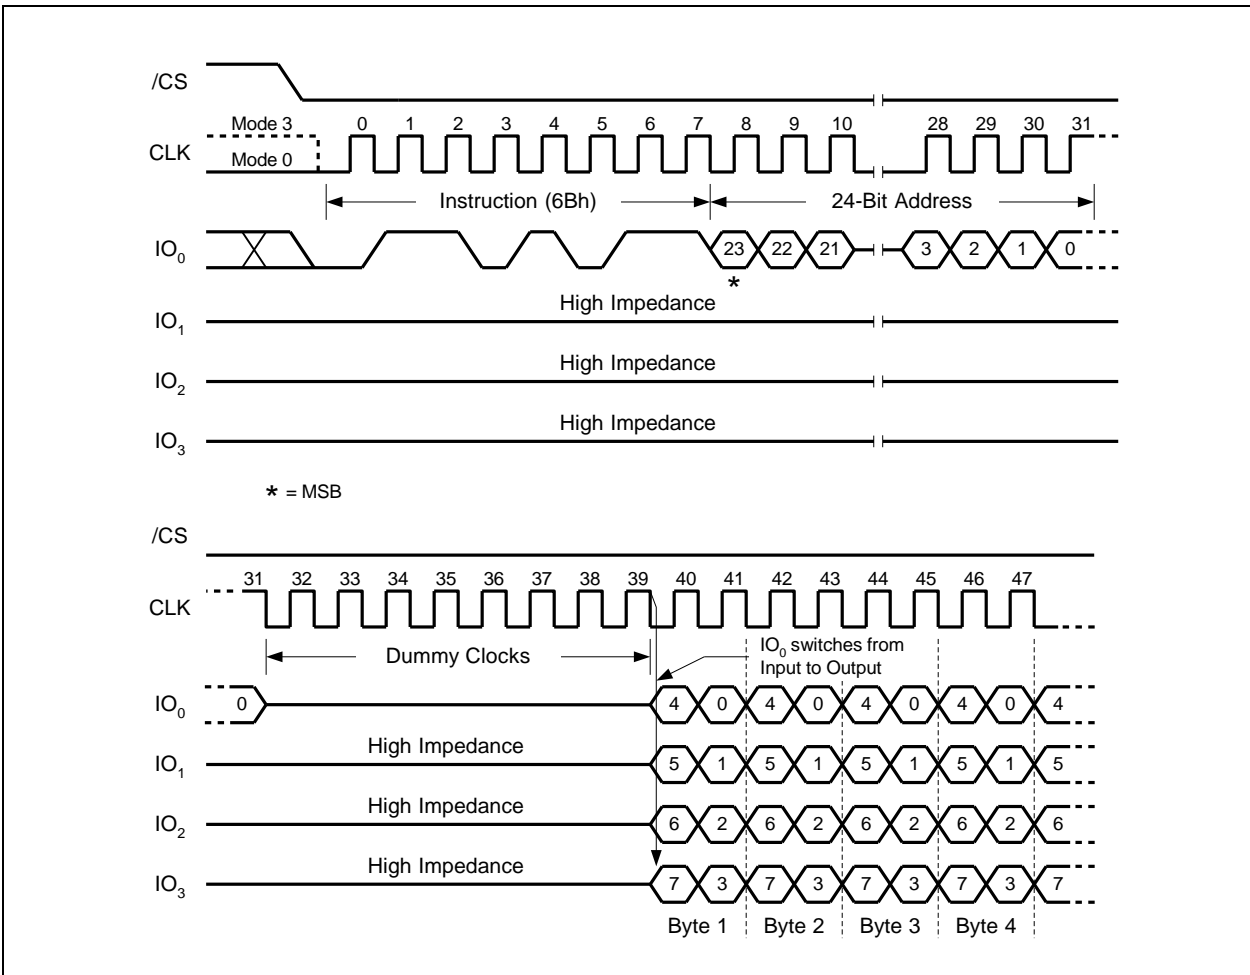 /CS
Mode 3 0 1 2 3 4 5 6 7 8 9 10 28 29 30 31
CLK
Mode 0
Instruction (6Bh) 24-Bit Address
IO0 23 22 21 3 2 1 0
*
High Impedance
IO1
High Impedance
IO2
High Impedance
IO3
* = MSB
/CS
31 32 33 34 35 36 37 38 39 40 41 42 43 44 45 46 47
CLK
Dummy Clocks
IO0 switches from
Input to Output
IO0 0 4 0 4 0 4 0 4 0 4
High Impedance
IO1 5 1 5 1 5 1 5 1 5
High Impedance
IO2 6 2 6 2 6 2 6 2 6
High Impedance
IO3 7 3 7 3 7 3 7 3 7
Byte 1 Byte 2 Byte 3 Byte 4